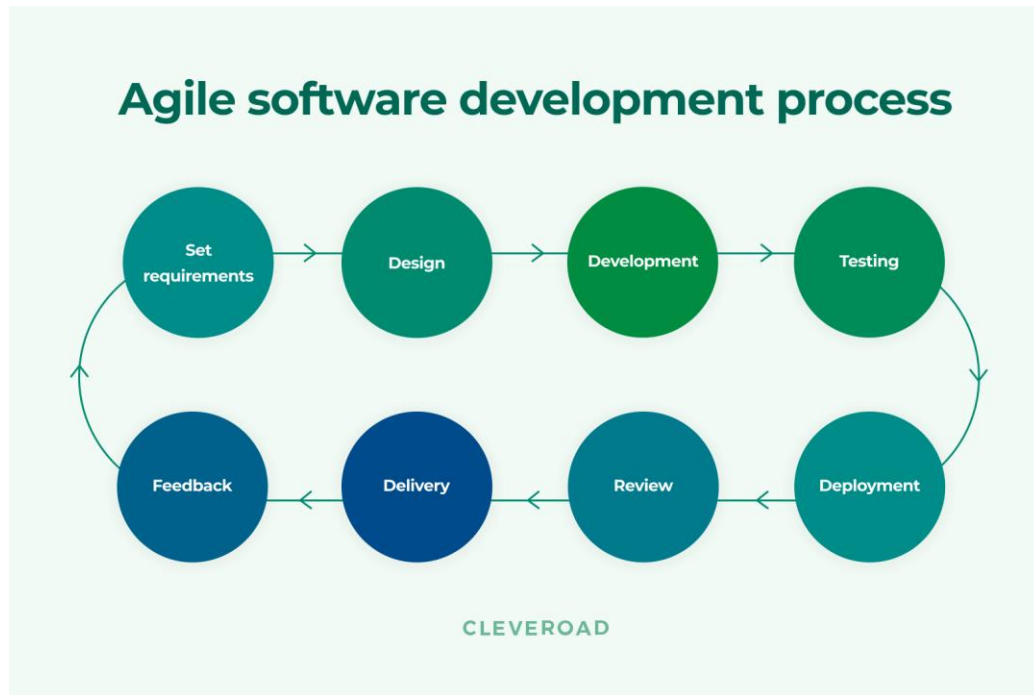 Agile software development process
Set
requirements
Design
Development
Testing
Feedback
Delivery
Review
Deployment
CLEVEROAD